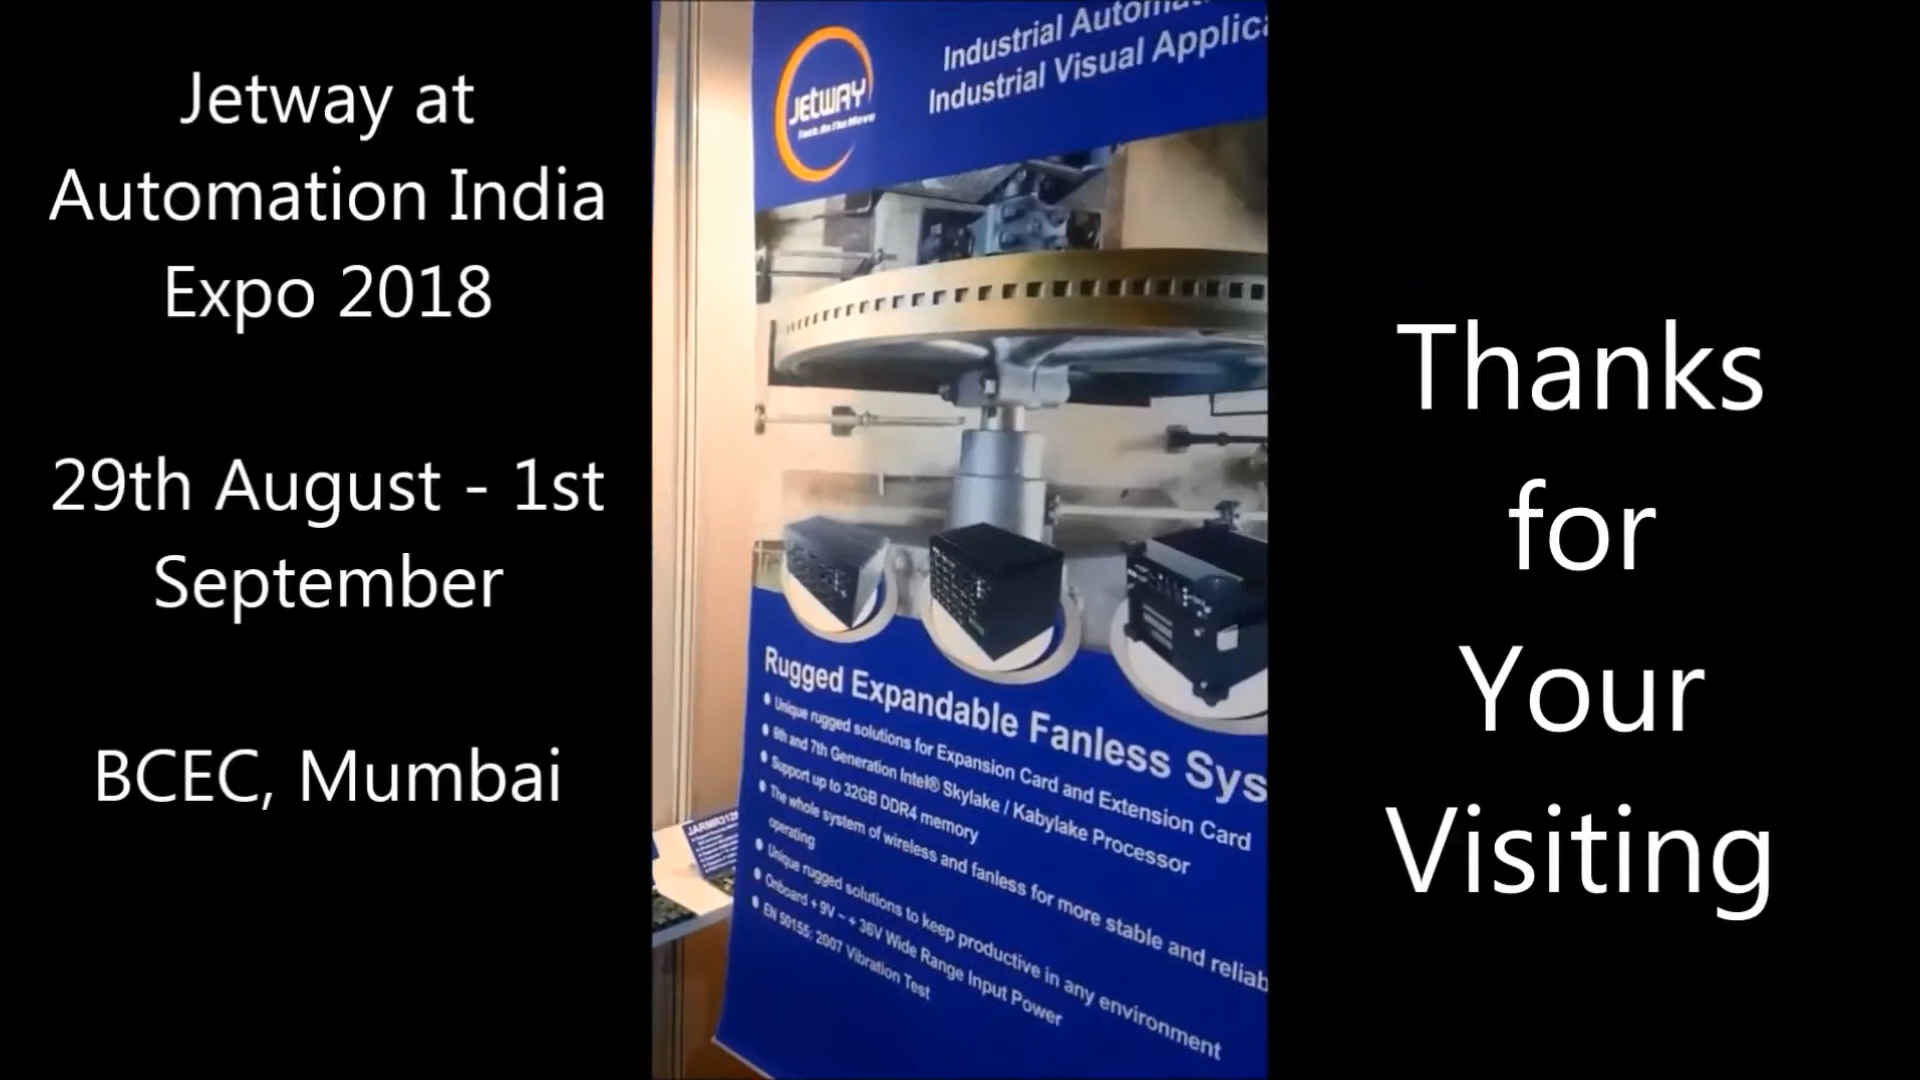 Jetway at
Automation India
Expo 2018
29th August - 1st
September
BCEC, Mumbai
JETWAY
Tech. On The Move
Industrial
Industrial Visual
Rugged Expandable Fanless
Unique rugged solutions for Expansion Card and Extension Card
6th and 7th Generation Intel® Skylake / Kabylake Processor
Support up to 32GB DDR4 memory
The whole system of wireless and fanless for more stable and
operating
Unique rugged solutions to keep productive in any environment
Onboard + 9V ~ + 36V Wide Range Input Power
EN 50155: 2007 Vibration Test
Thanks
for
Your
Visiting